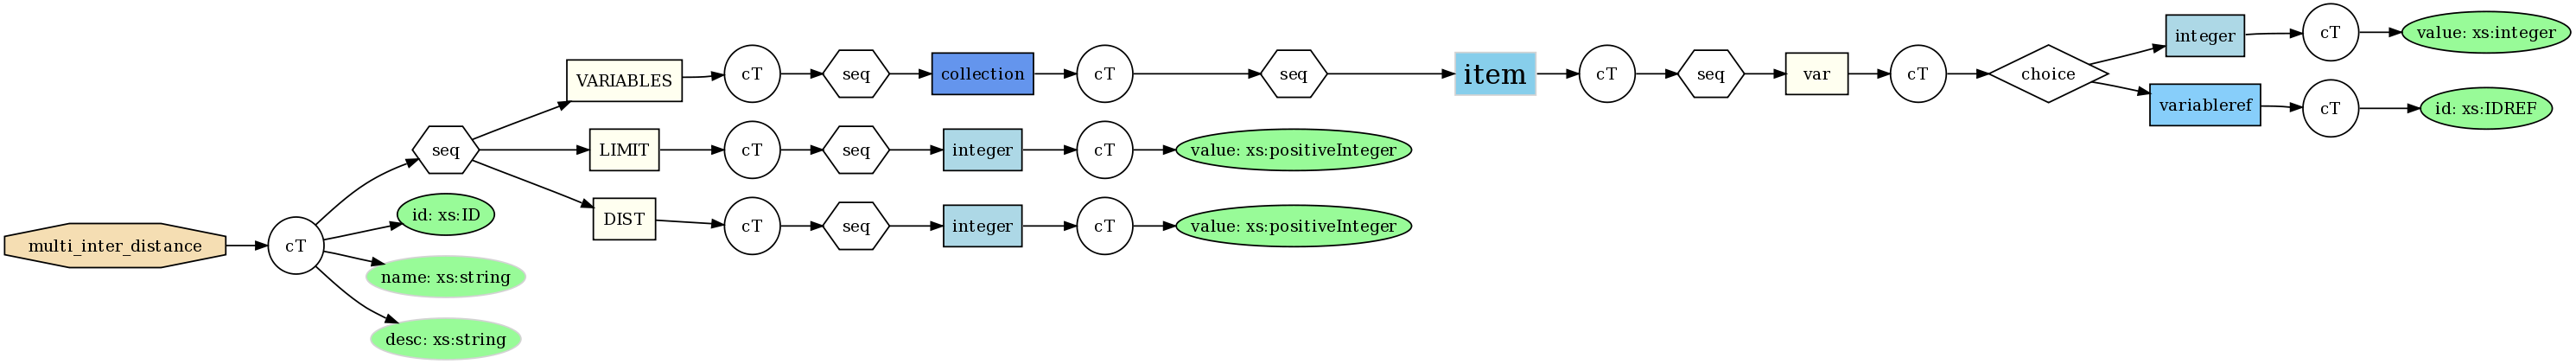 multi_inter_distance
cT
seq
VARIABLES
cT
seq
collection
cT
seq
item
cT
seq
var
cT
choice
integer
cT
value: xs:integer
variableref
cT
id: xs:IDREF
LIMIT
cT
seq
integer
cT
value: xs:positiveInteger
DIST
cT
seq
integer
cT
value: xs:positiveInteger
id: xs:ID
name: xs:string
desc: xs:string